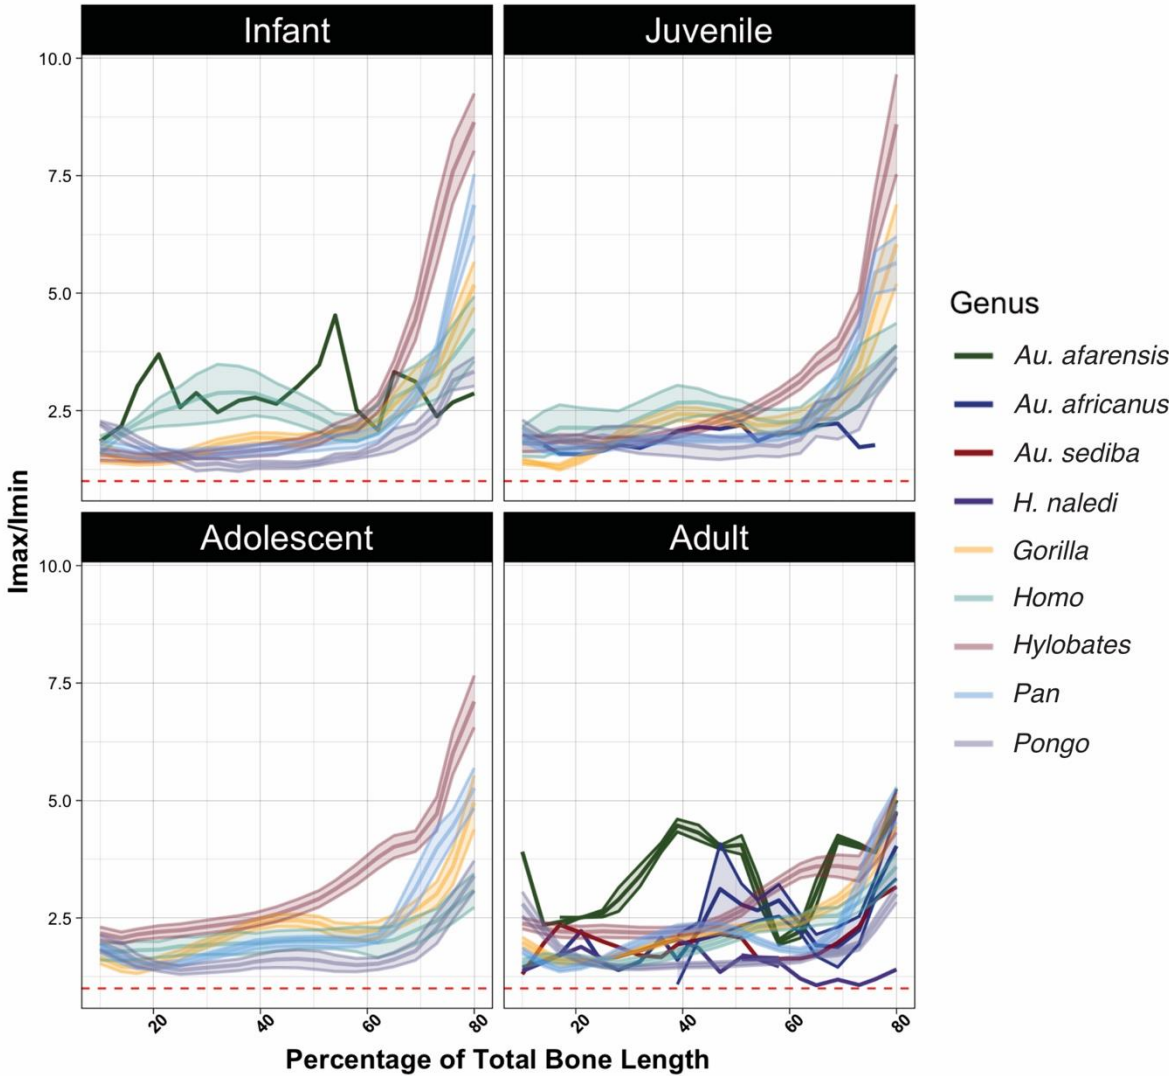 Infant
Juvenile
10.0
7.5
5.0
2.5
Adolescent
Adult
10.0
7.5
5.0
2.5
20
40
60
80
20
40
60
80
Imax/Imin
Percentage of Total Bone Length
Genus
Au. afarensis
Au. africanus
Au. sediba
H. naledi
Gorilla
Homo
Hylobates
Pan
Pongo